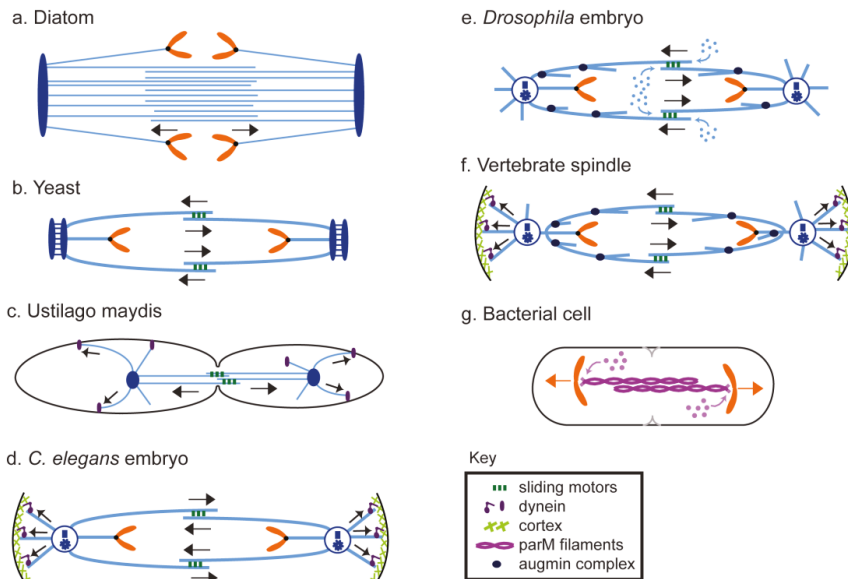 a. Diatom
b. Yeast
c. Ustilago maydis
d. C. elegans embryo
e. Drosophila embryo
f. Vertebrate spindle
g. Bacterial cell
Key
sliding motors
dynein
cortex
parM filaments
augmin complex